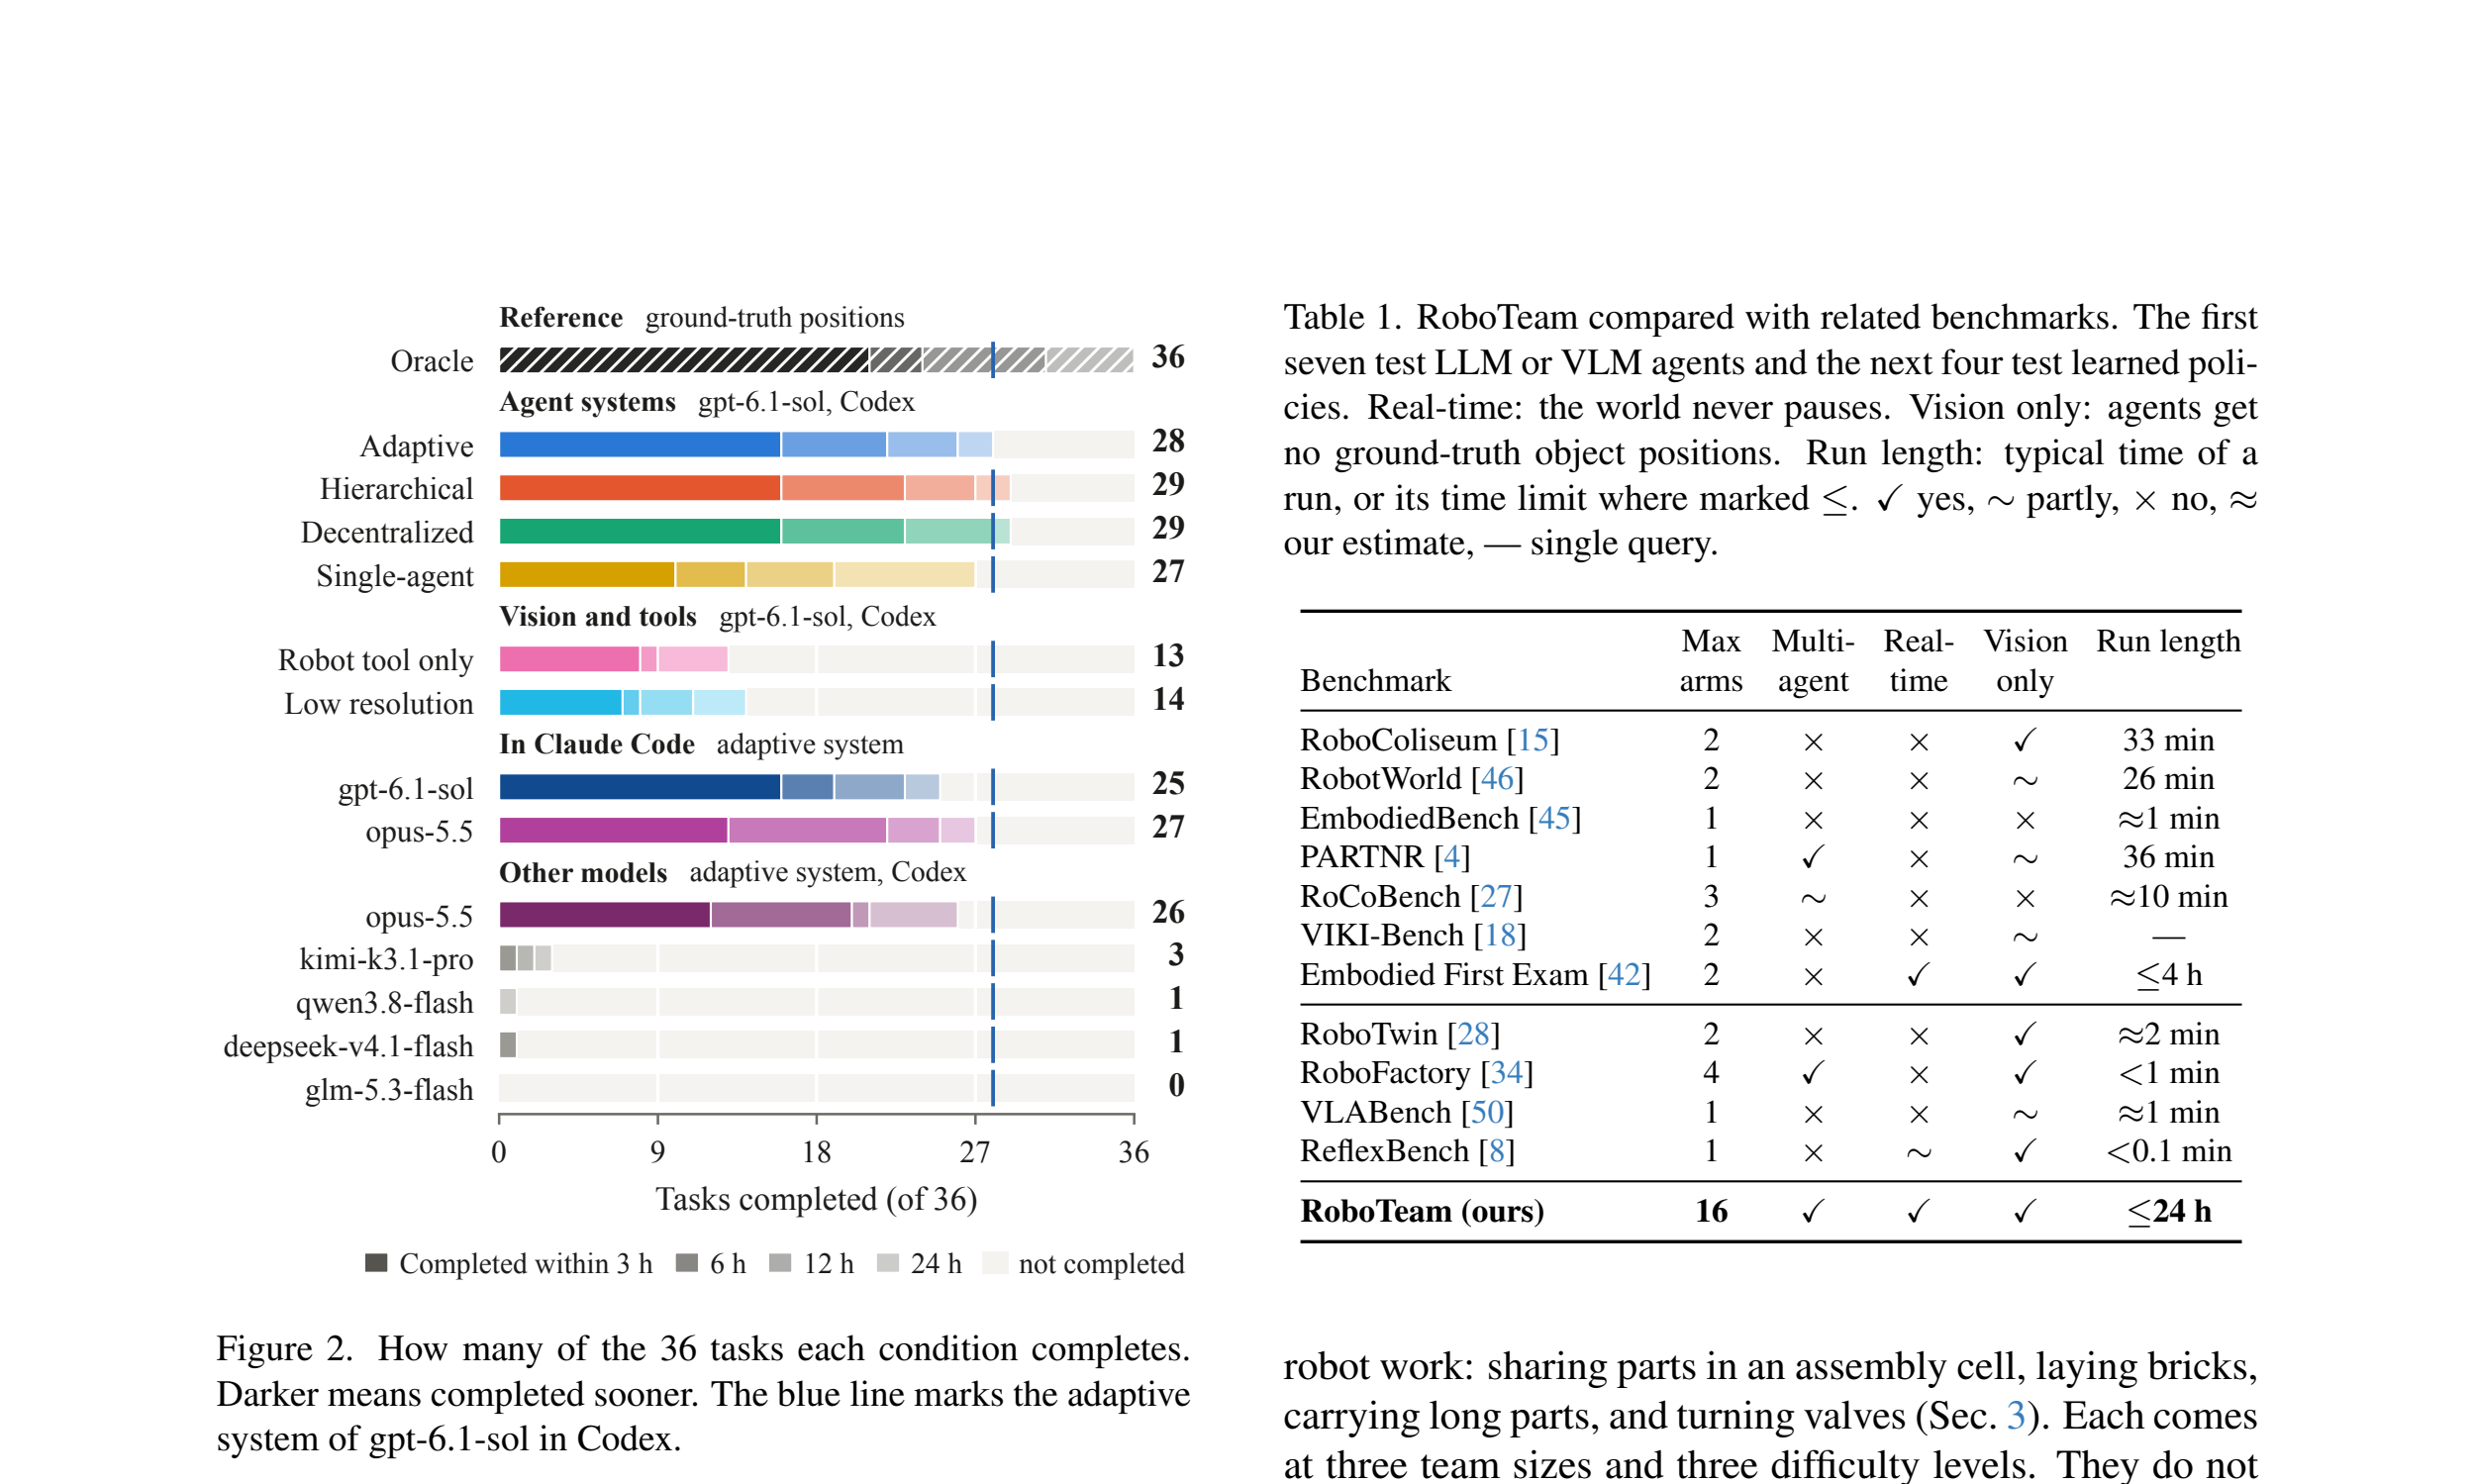 Reference ground-truth positions
Oracle 36
Agent systems gpt-6.1-sol, Codex
Adaptive 28
Hierarchical 29
Decentralized 29
Single-agent 27
Vision and tools gpt-6.1-sol, Codex
Robot tool only 13
Low resolution 14
In Claude Code adaptive system
gpt-6.1-sol 25
opus-5.5 27
Other models adaptive system, Codex
opus-5.5 26
kimi-k3.1-pro 3
qwen3.8-flash 1
deepseek-v4.1-flash 1
glm-5.3-flash 0
0 9 18 27 36
Tasks completed (of 36)
Completed within 3 h 6 h 12 h 24 h not completed
Figure 2. How many of the 36 tasks each condition completes.
Darker means completed sooner. The blue line marks the adaptive
system of gpt-6.1-sol in Codex.
Table 1. RoboTeam compared with related benchmarks. The first
seven test LLM or VLM agents and the next four test learned poli-
cies. Real-time: the world never pauses. Vision only: agents get
no ground-truth object positions. Run length: typical time of a
run, or its time limit where marked ≤. ✓ yes, ∼ partly, × no, ≈
our estimate, — single query.
Max Multi- Real- Vision Run length
Benchmark arms agent time only
RoboColiseum [15] 2 × × ✓ 33 min
RobotWorld [46] 2 × × ∼ 26 min
EmbodiedBench [45] 1 × × × ≈1 min
PARTNR [4] 1 ✓ × ∼ 36 min
RoCoBench [27] 3 ∼ × × ≈10 min
VIKI-Bench [18] 2 × × ∼ —
Embodied First Exam [42] 2 × ✓ ✓ ≤4 h
RoboTwin [28] 2 × × ✓ ≈2 min
RoboFactory [34] 4 ✓ × ✓ <1 min
VLABench [50] 1 × × ∼ ≈1 min
ReflexBench [8] 1 × ∼ ✓ <0.1 min
RoboTeam (ours) 16 ✓ ✓ ✓ ≤24 h
robot work: sharing parts in an assembly cell, laying bricks,
carrying long parts, and turning valves (Sec. 3). Each comes
at three team sizes and three difficulty levels. They do not